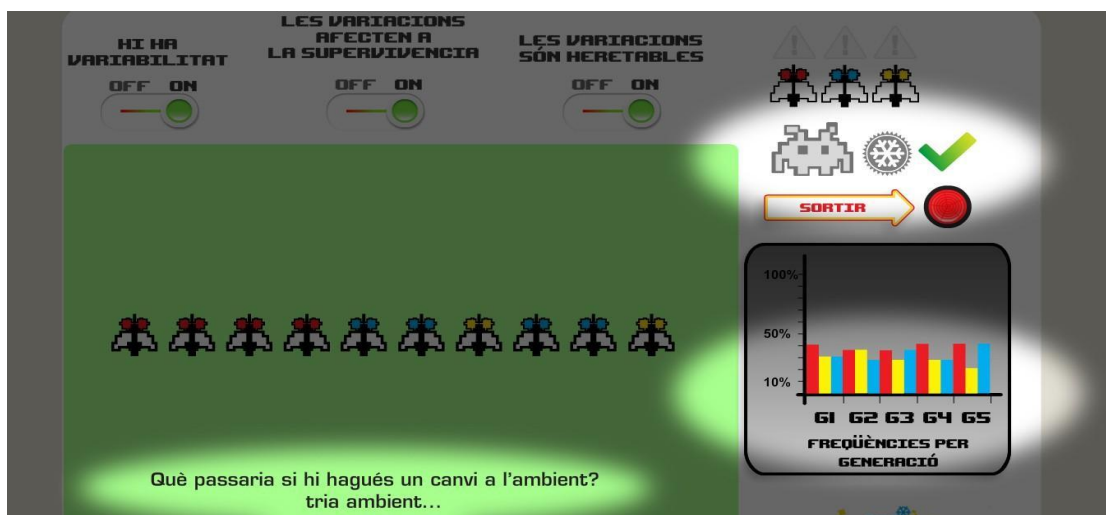 HI HA
VARIABILITAT
OFF ON
LES VARIACIONS
AFECTEN A
LA SUPERVIVENCIA
OFF ON
LES VARIACIONS
SÓN HERETABLES
OFF ON
SORTIR
100%
50%
10%
G1 G2 G3 G4 G5
FREQÜÈNCIES PER
GENERACIÓ
Què passaria si hi hagués un canvi a l'ambient?
tria ambient...